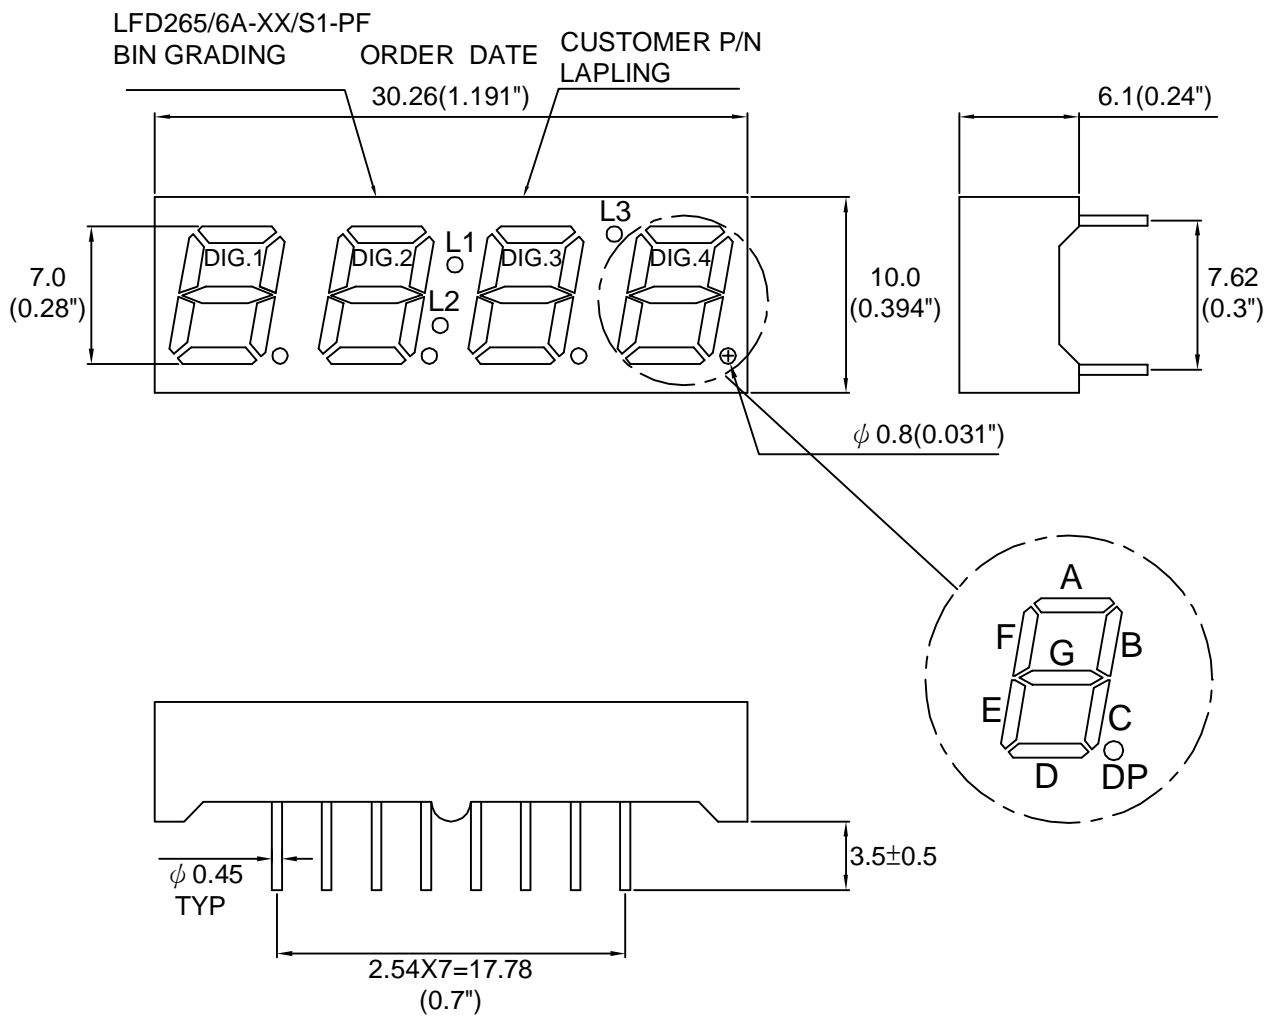 LFD265/6A-XX/S1-PF
BIN GRADING ORDER DATE
CUSTOMER P/N
LAPLING
30.26(1.191")
6.1(0.24")
L3
DIG.1 DIG.2 L1 DIG.3 DIG.4
L2
7.0
(0.28")
10.0
(0.394")
7.62
(0.3")
ϕ 0.8(0.031")
A
F B
G
E C
D DP
3.5±0.5
ϕ 0.45
TYP
2.54X7=17.78
(0.7")